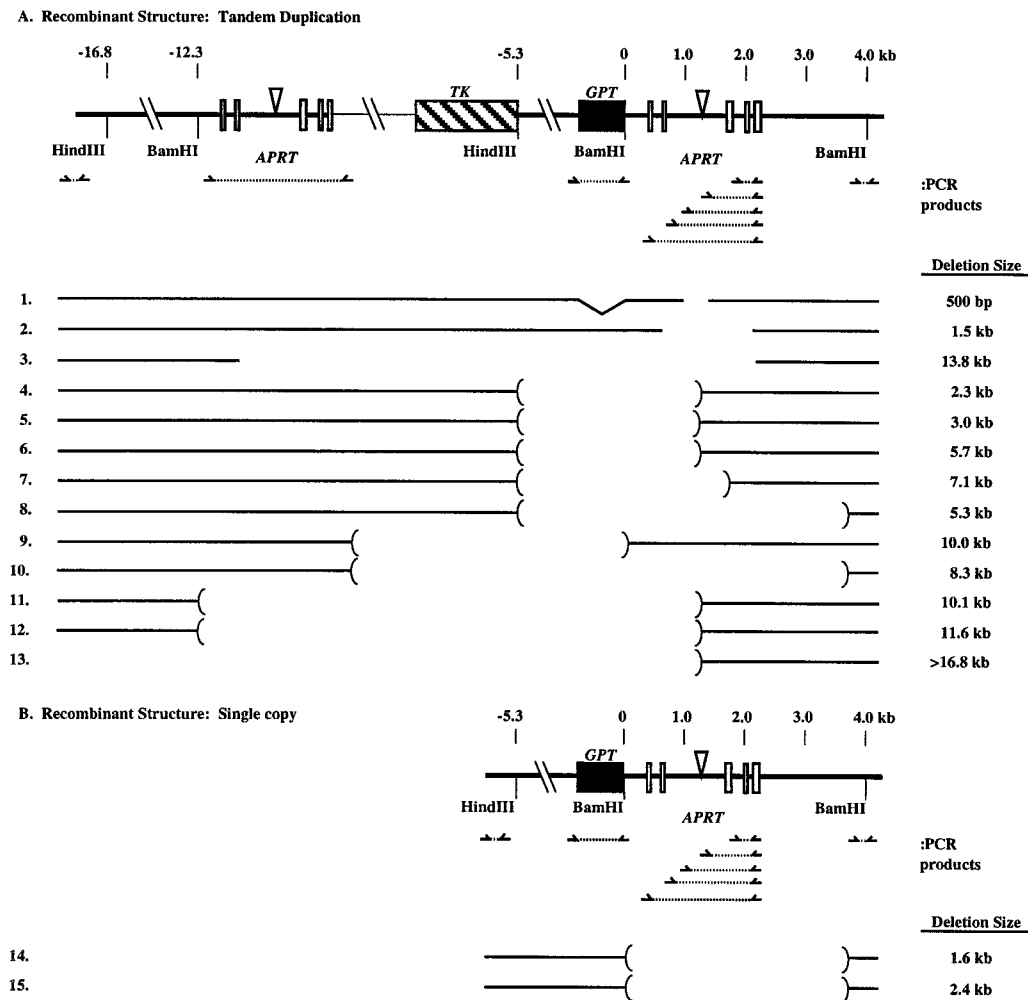 A. Recombinant Structure: Tandem Duplication
-16.8 -12.3 -5.3 0 1.0 2.0 3.0 4.0 kb
TK GPT
HindIII BamHI APRT HindIII BamHI APRT BamHI
:PCR
products
Deletion Size
1. 500 bp
2. 1.5 kb
3. 13.8 kb
4. 2.3 kb
5. 3.0 kb
6. 5.7 kb
7. 7.1 kb
8. 5.3 kb
9. 10.0 kb
10. 8.3 kb
11. 10.1 kb
12. 11.6 kb
13. >16.8 kb
B. Recombinant Structure: Single copy
-5.3 0 1.0 2.0 3.0 4.0 kb
GPT
HindIII BamHI APRT BamHI
:PCR
products
Deletion Size
14. 1.6 kb
15. 2.4 kb